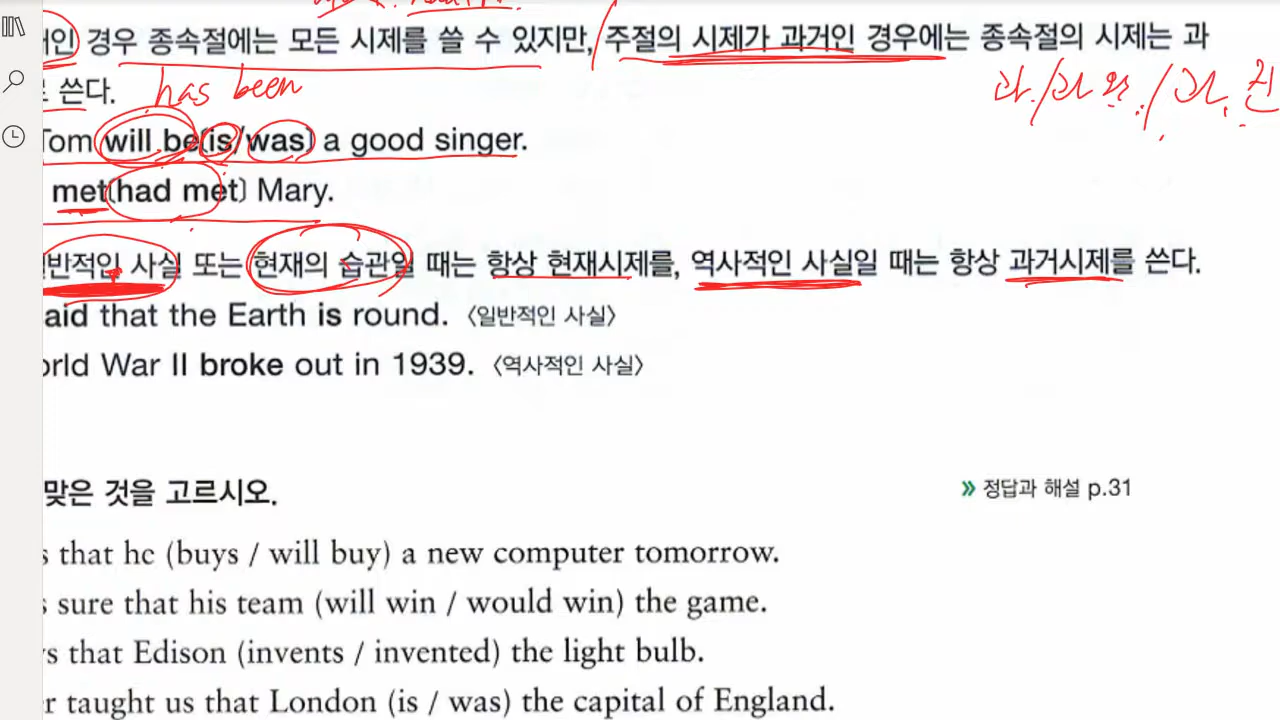 인 경우 종속절에는 모든 시제를 쓸 수 있지만, 주절의 시제가 과거인 경우에는 종속절의 시제는 과
쓴다. has been
과. / 과완. / 과. 진
Tom will be(is/was) a good singer.
met(had met) Mary.
반적인 사실 또는 현재의 습관일 때는 항상 현재시제를, 역사적인 사실일 때는 항상 과거시제를 쓴다.
aid that the Earth is round. 〈일반적인 사실〉
orld War II broke out in 1939. 〈역사적인 사실〉
맞은 것을 고르시오.
» 정답과 해설 p.31
s that he (buys / will buy) a new computer tomorrow.
s sure that his team (will win / would win) the game.
s that Edison (invents / invented) the light bulb.
r taught us that London (is / was) the capital of England.